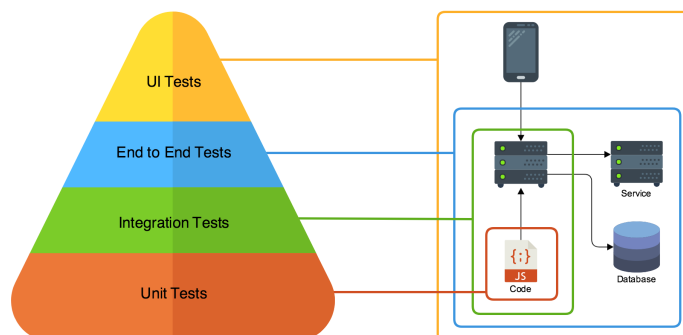 UI Tests
End to End Tests
Integration Tests
Unit Tests
Service
Database
{;}
JS
Code